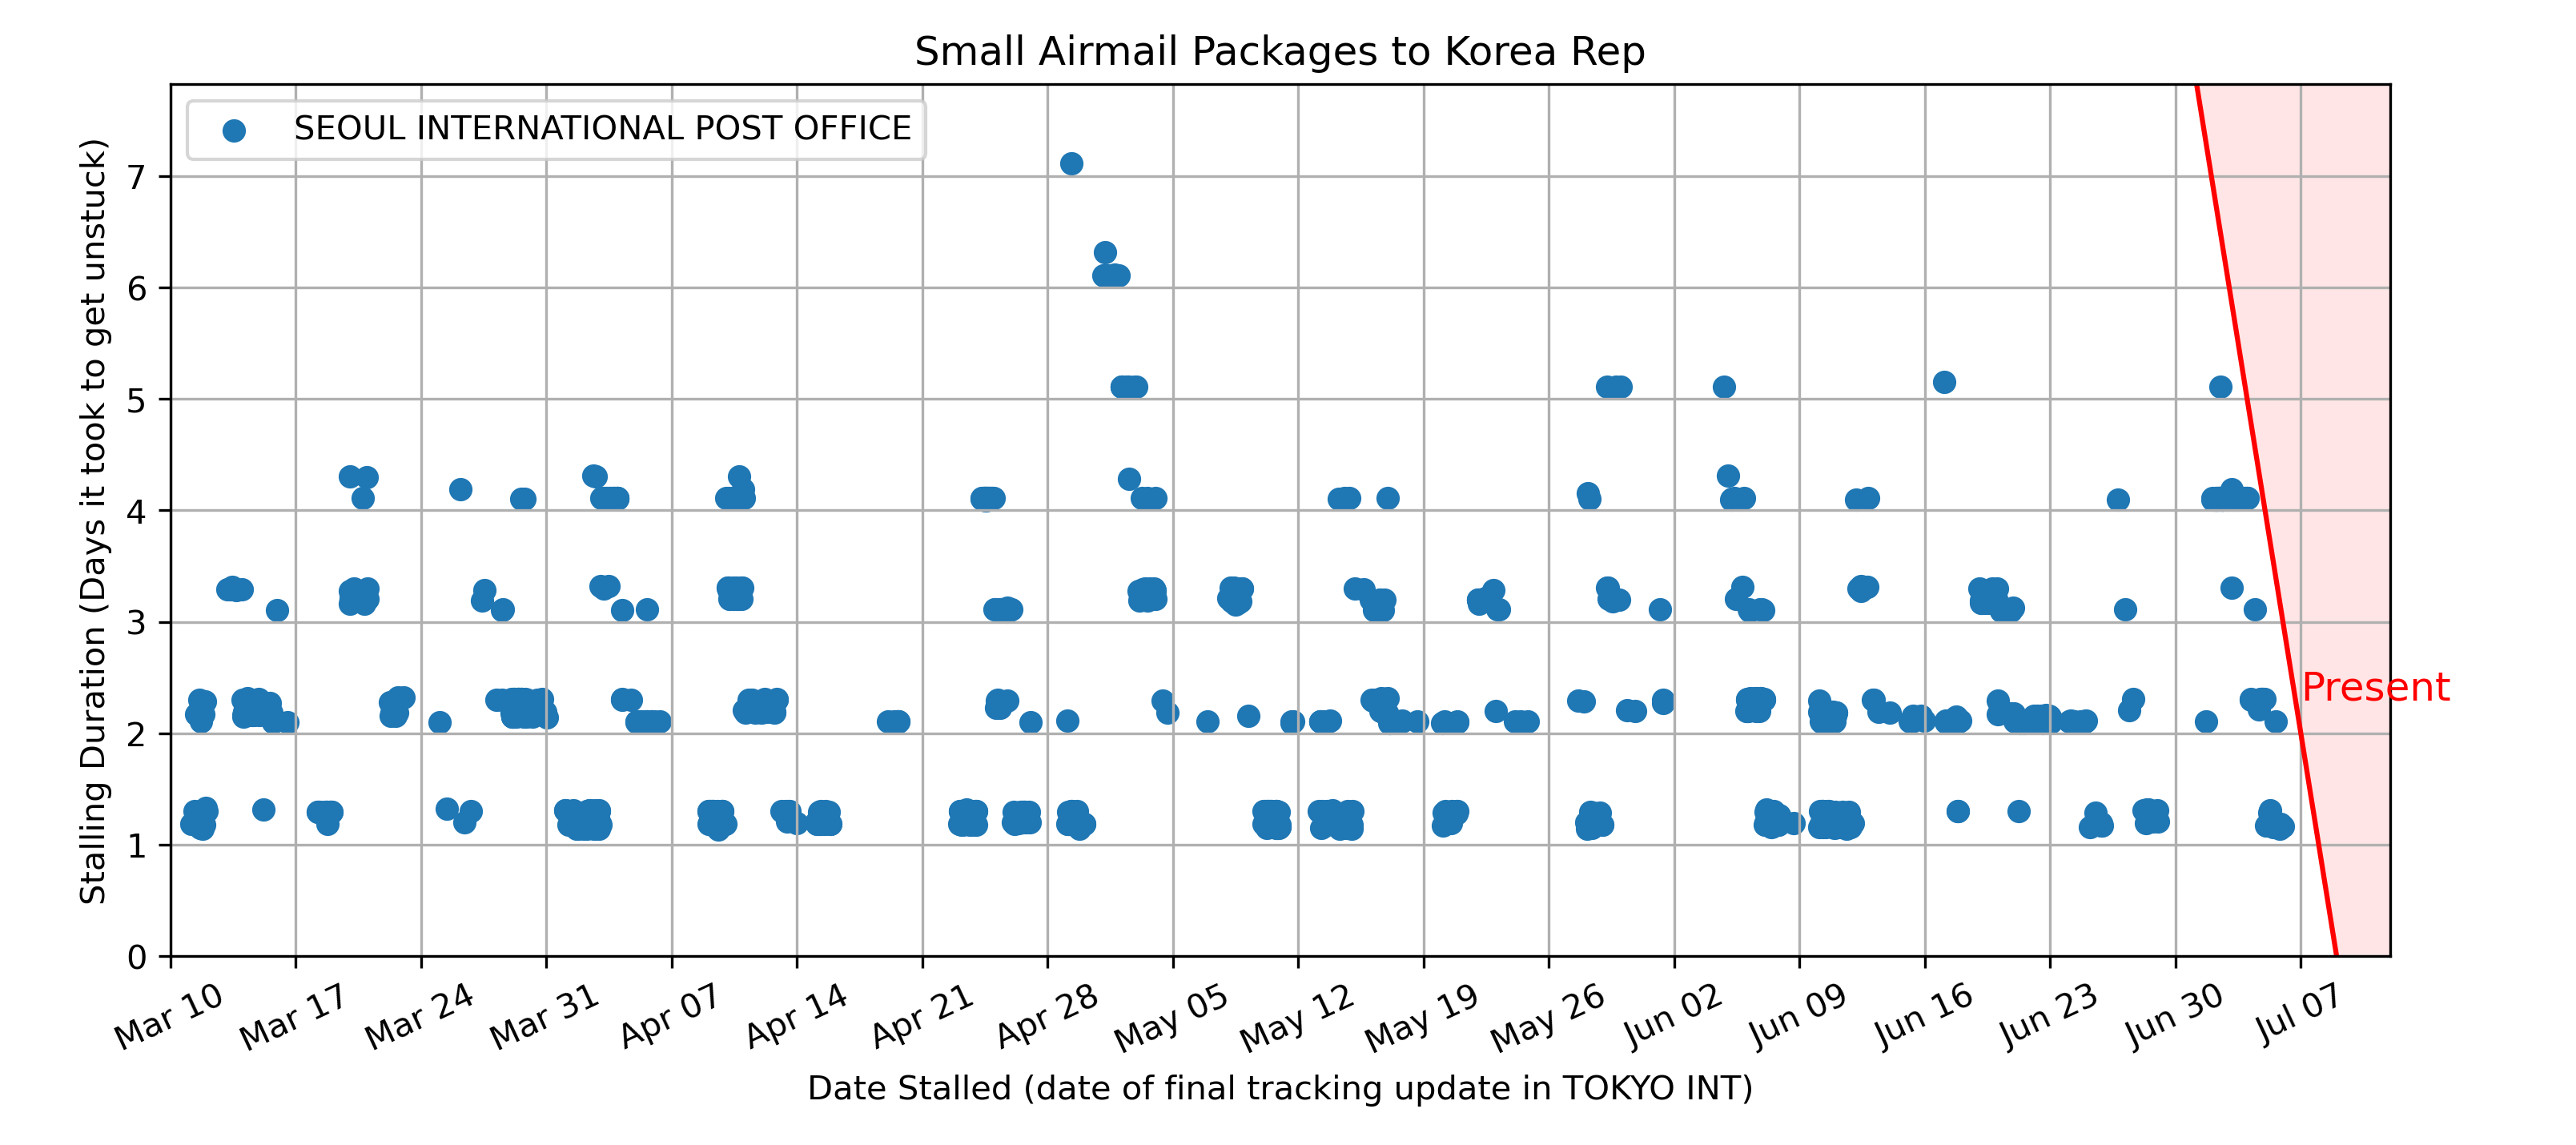 Small Airmail Packages to Korea Rep
SEOUL INTERNATIONAL POST OFFICE
Stalling Duration (Days it took to get unstuck)
7
6
5
4
3
2
1
0
Present
Mar 10
Mar 17
Mar 24
Mar 31
Apr 07
Apr 14
Apr 21
Apr 28
May 05
May 12
May 19
May 26
Jun 02
Jun 09
Jun 16
Jun 23
Jun 30
Jul 07
Date Stalled (date of final tracking update in TOKYO INT)